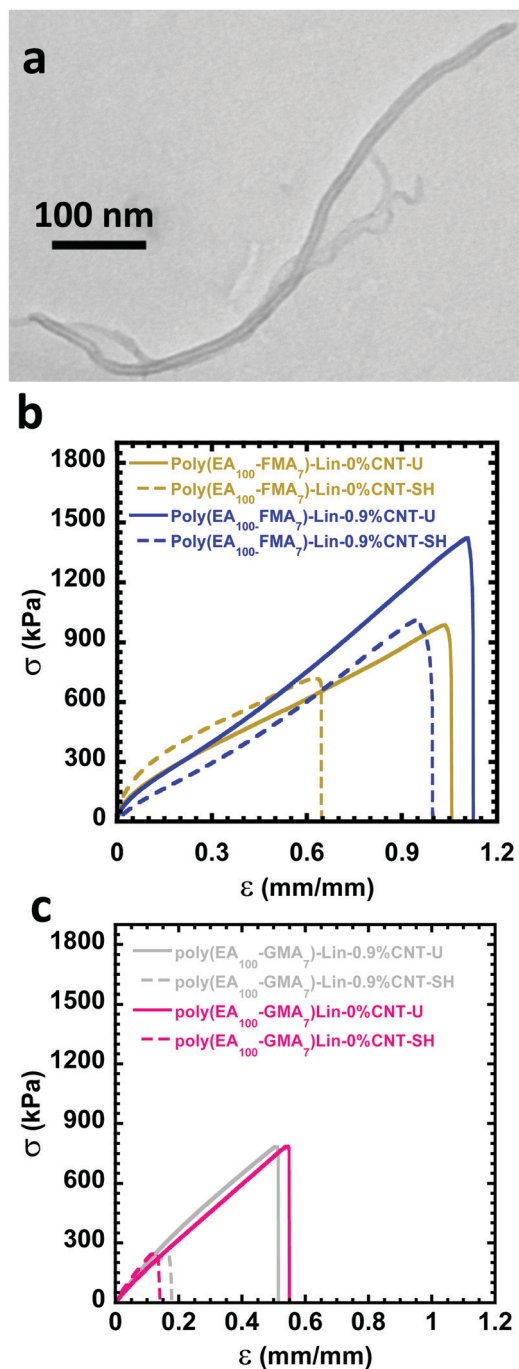 a
100 nm
b
1800
1500
1200
900
600
300
0
σ (kPa)
Poly(EA₁₀₀-FMA₇)-Lin-0%CNT-U
Poly(EA₁₀₀-FMA₇)-Lin-0%CNT-SH
Poly(EA₁₀₀-FMA₇)-Lin-0.9%CNT-U
Poly(EA₁₀₀-FMA₇)-Lin-0.9%CNT-SH
0 0.3 0.6 0.9 1.2
ε (mm/mm)
c
1800
1500
1200
900
600
300
0
σ (kPa)
poly(EA₁₀₀-GMA₇)Lin-0.9%CNT-U
poly(EA₁₀₀-GMA₇)Lin-0.9%CNT-SH
poly(EA₁₀₀-GMA₇)Lin-0%CNT-U
poly(EA₁₀₀-GMA₇)Lin-0%CNT-SH
0 0.2 0.4 0.6 0.8 1 1.2
ε (mm/mm)